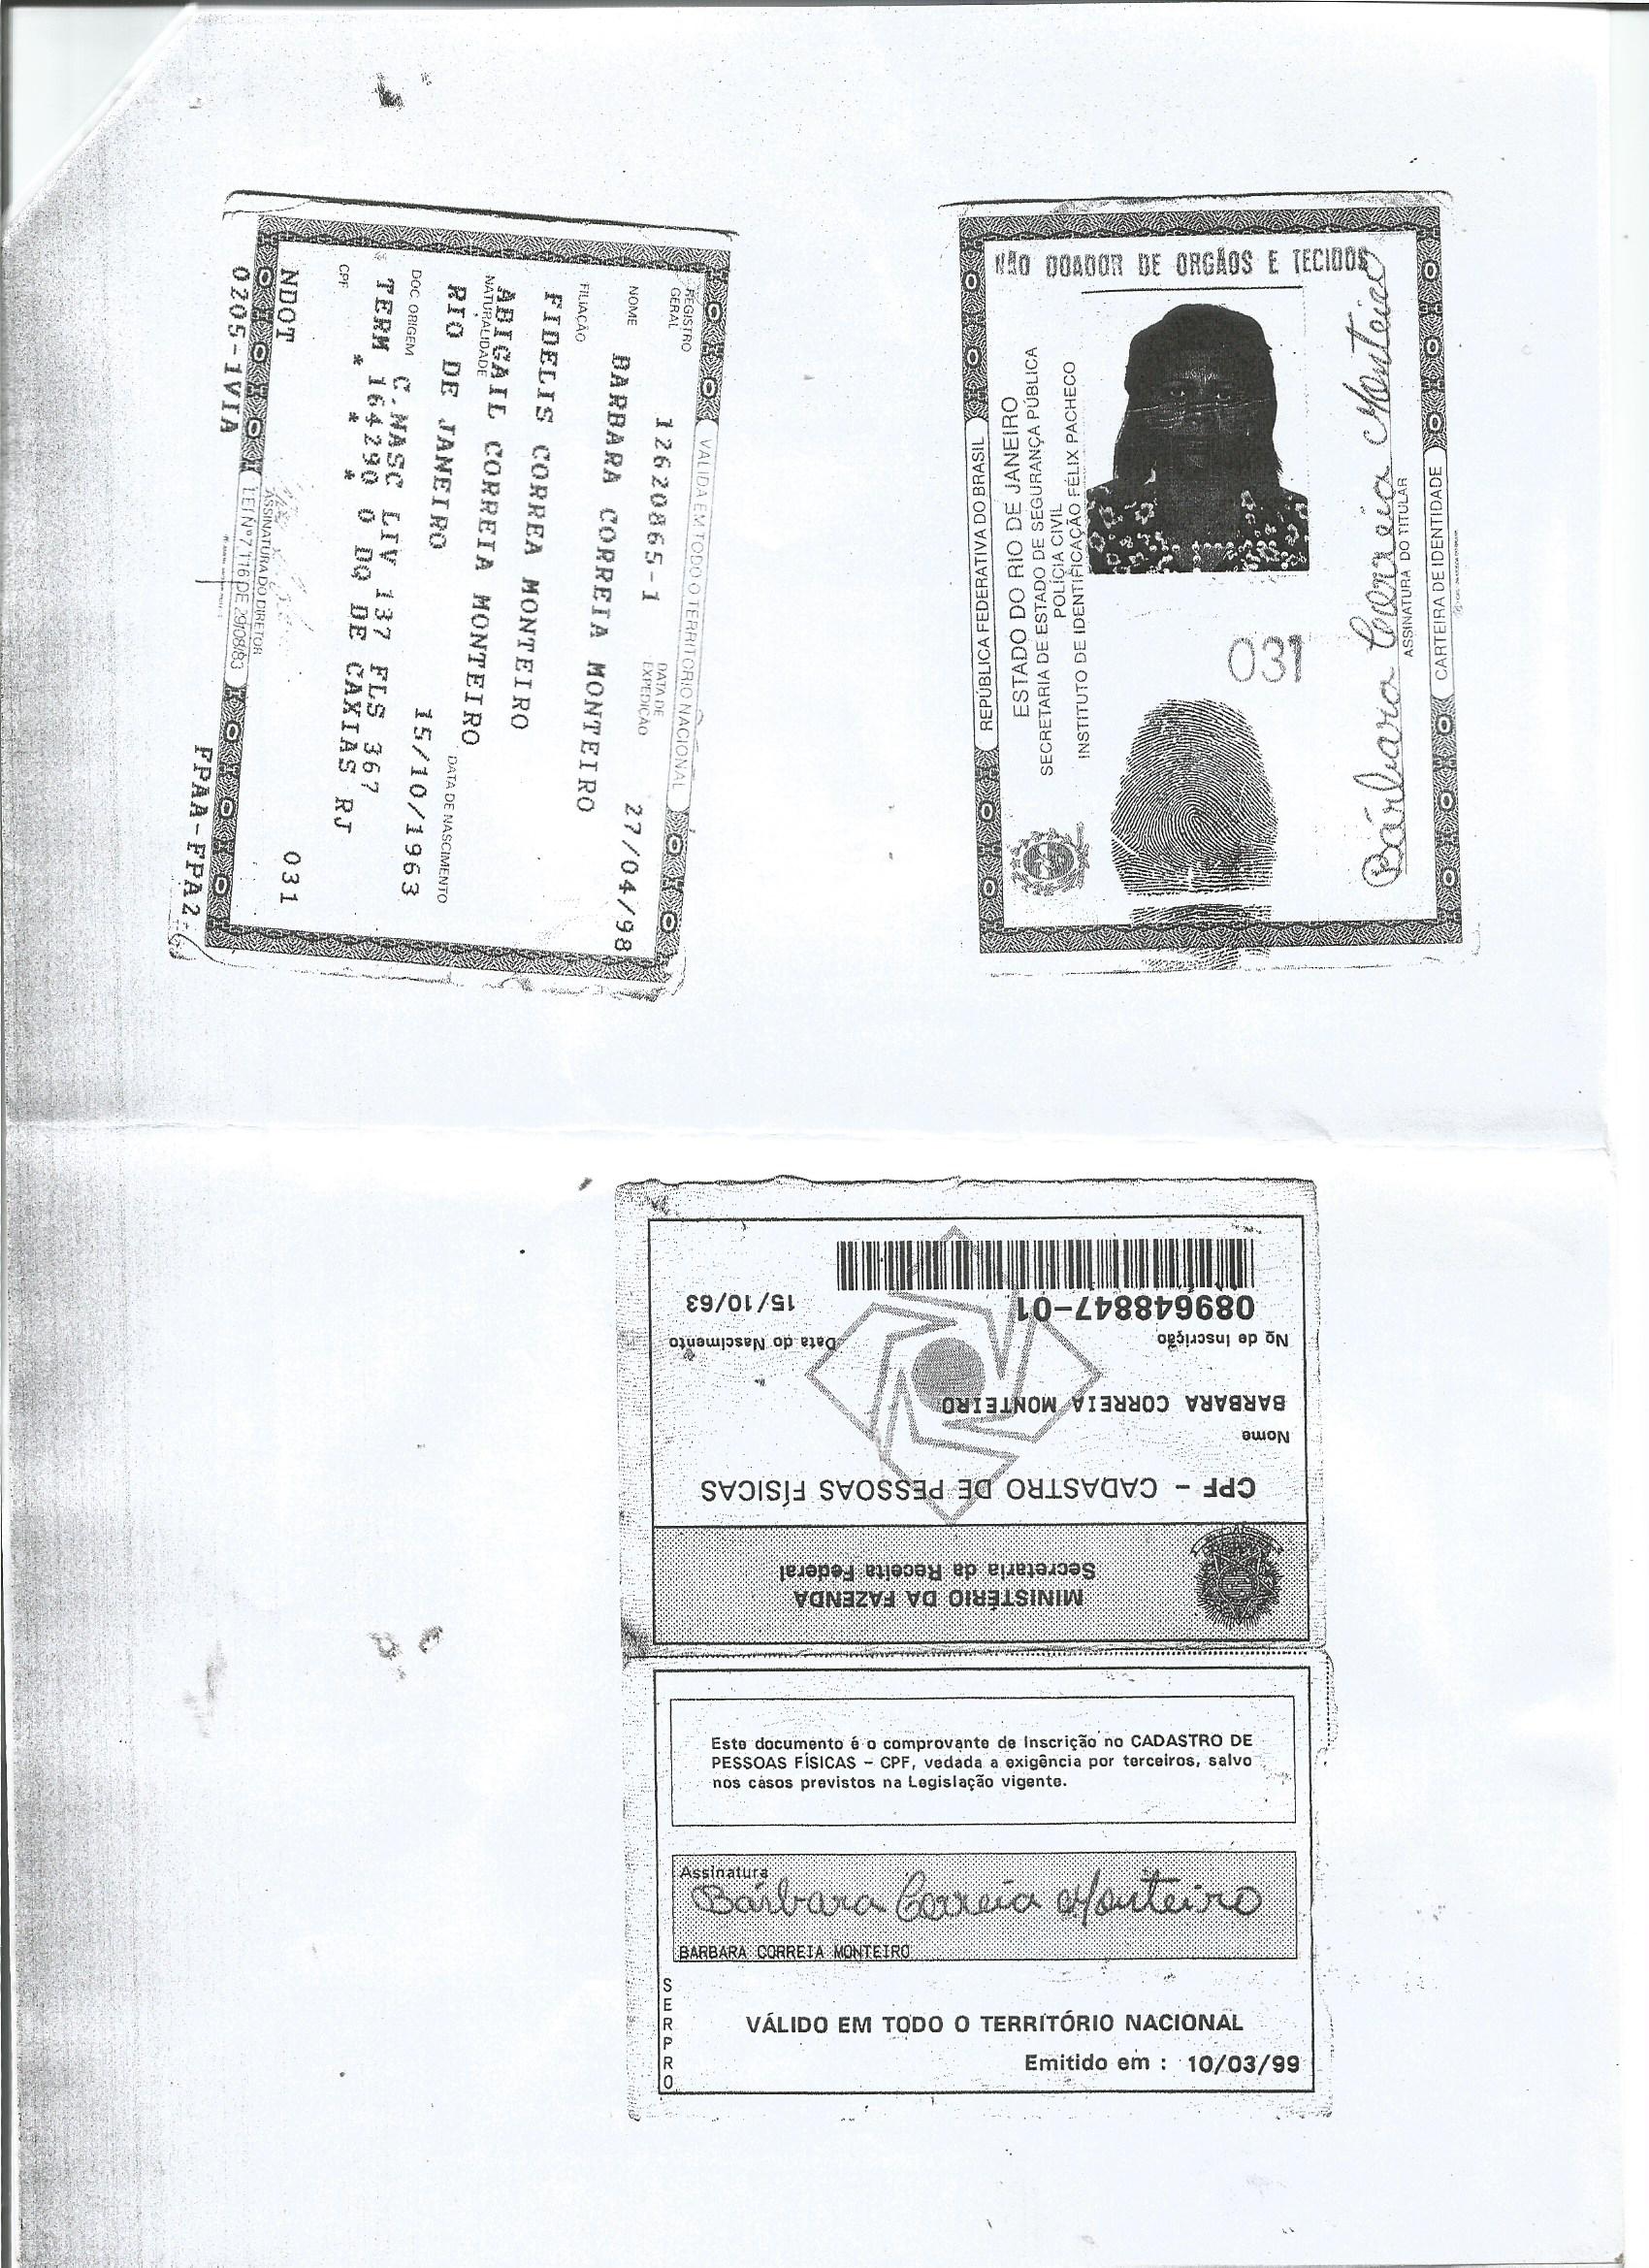 VALIDA EM TODO O TERRITORIO NACIONAL
REGISTRO GERAL 12620865-1 DATA DE EXPEDIÇÃO 27/04/98
NOME BARBARA CORREIA MONTEIRO
FILIAÇÃO
FIDELIS CORREA MONTEIRO
ABIGAIL CORREIA MONTEIRO
NATURALIDADE DATA DE NASCIMENTO
RIO DE JANEIRO 15/10/1963
DOC. ORIGEM C.NASC LIV 137 FLS 367
TERM 164290 O DQ DE CAXIAS RJ
CPF * * *
NDOT 031
ASSINATURA DO DIRETOR
LEI Nº 7.116 DE 29/08/83
0205-1VIA FPAA-FPA2
NÃO DOADOR DE ORGÃOS E TECIDOS
REPÚBLICA FEDERATIVA DO BRASIL
ESTADO DO RIO DE JANEIRO
SECRETARIA DE ESTADO DE SEGURANÇA PÚBLICA
POLÍCIA CIVIL
INSTITUTO DE IDENTIFICAÇÃO FÉLIX PACHECO
031
Bárbara Correia Monteiro
ASSINATURA DO TITULAR
CARTEIRA DE IDENTIDADE
MINISTÉRIO DA FAZENDA
Secretaria da Receita Federal
CPF - CADASTRO DE PESSOAS FÍSICAS
Nome
BARBARA CORREIA MONTEIRO
Nº de Inscrição Data do Nascimento
089648847-01 15/10/63
Este documento é o comprovante de Inscrição no CADASTRO DE
PESSOAS FÍSICAS - CPF, vedada a exigência por terceiros, salvo
nos casos previstos na Legislação vigente.
Assinatura
Bárbara Correia Monteiro
BARBARA CORREIA MONTEIRO
SERPRO
VÁLIDO EM TODO O TERRITÓRIO NACIONAL
Emitido em : 10/03/99